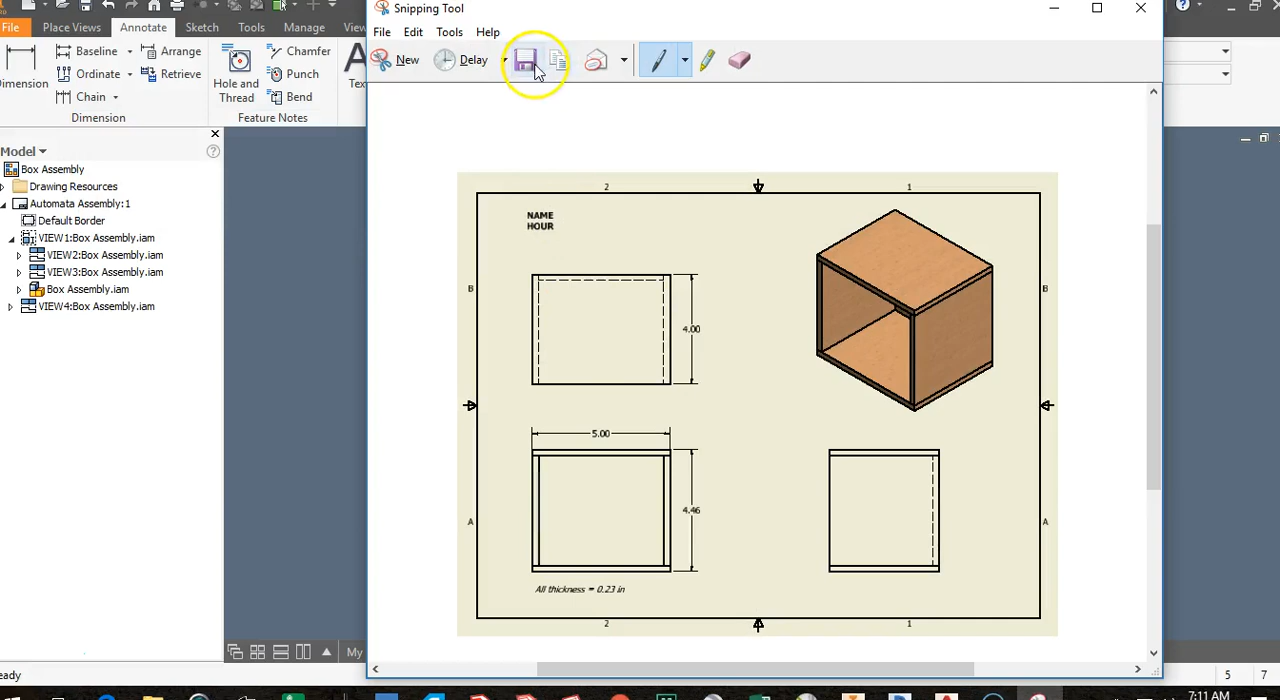 Snipping Tool
File Place Views Annotate Sketch Tools Manage
File Edit Tools Help
Baseline Arrange
Ordinate Retrieve
Chain
Dimension
Hole and
Thread
Chamfer
Punch
Bend
Feature Notes
New Delay
Model
Box Assembly
Drawing Resources
Automata Assembly:1
Default Border
VIEW1:Box Assembly.iam
VIEW2:Box Assembly.iam
VIEW3:Box Assembly.iam
Box Assembly.iam
VIEW4:Box Assembly.iam
2 1
NAME
HOUR
B B
4.00
5.00
4.46
A A
All thickness = 0.23 in
2 1
My
5 7
7:11 AM